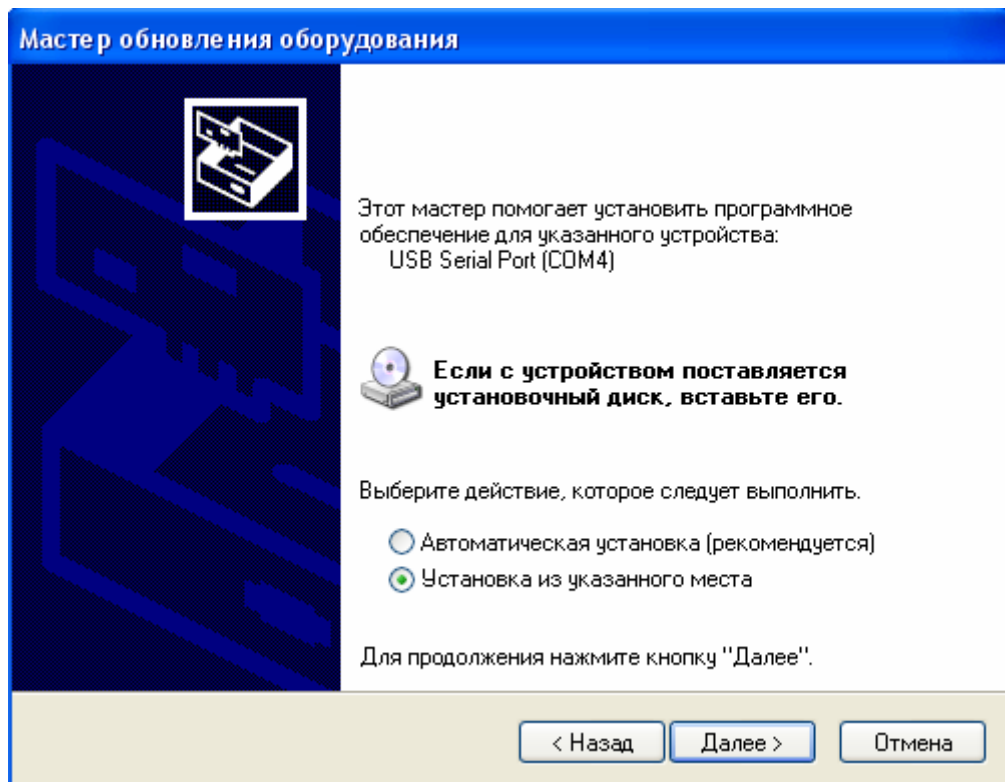 Мастер обновления оборудования
Этот мастер помогает установить программное
обеспечение для указанного устройства:
USB Serial Port (COM4)
Если с устройством поставляется
установочный диск, вставьте его.
Выберите действие, которое следует выполнить.
Автоматическая установка (рекомендуется)
Установка из указанного места
Для продолжения нажмите кнопку "Далее".
< Назад
Далее >
Отмена